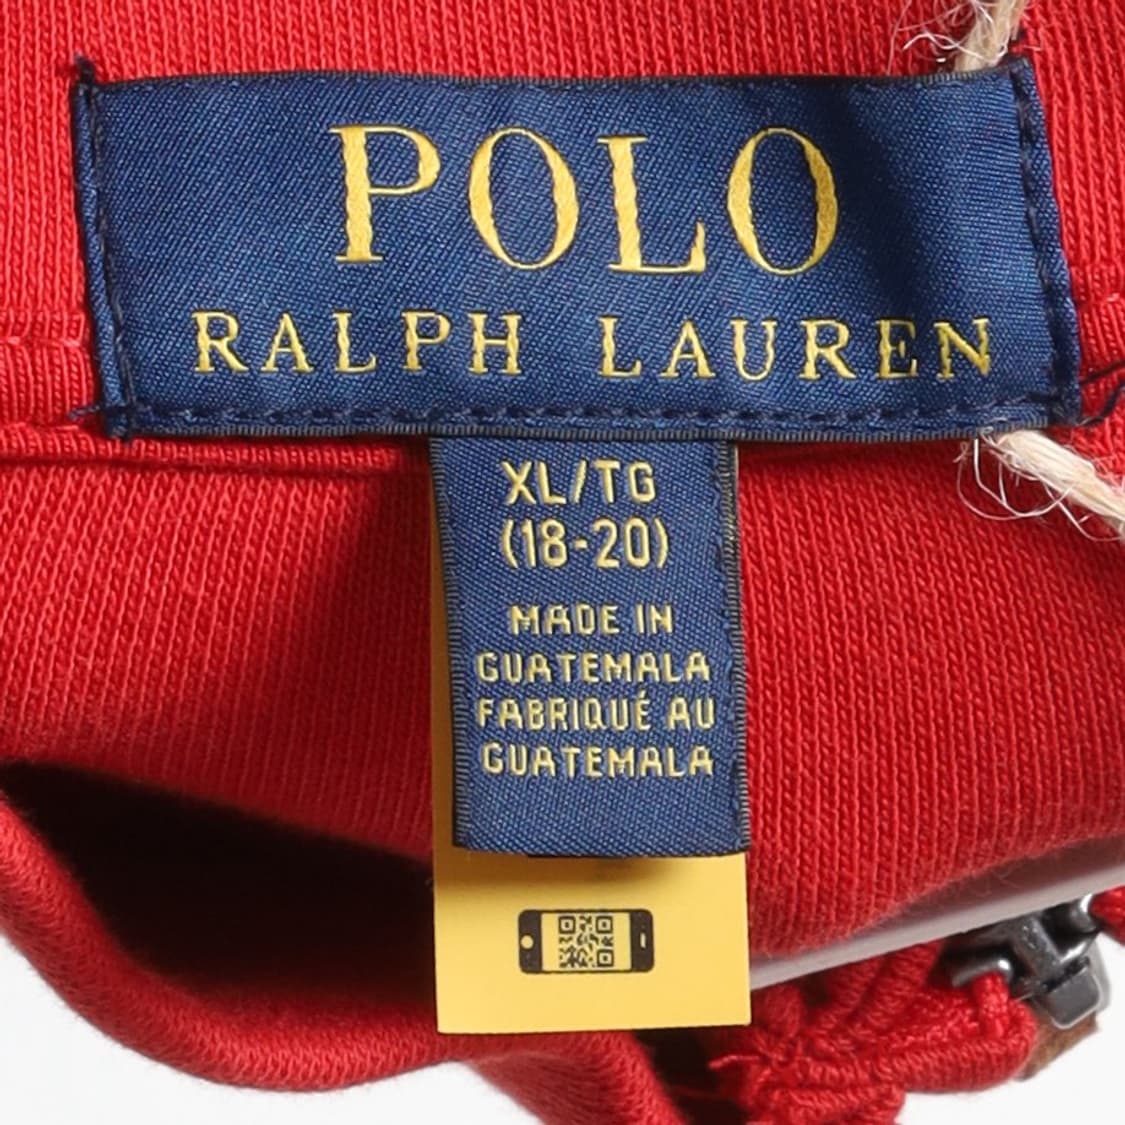 POLO
RALPH LAUREN
XL/TG
(18-20)
MADE IN
GUATEMALA
FABRIQUÉ AU
GUATEMALA